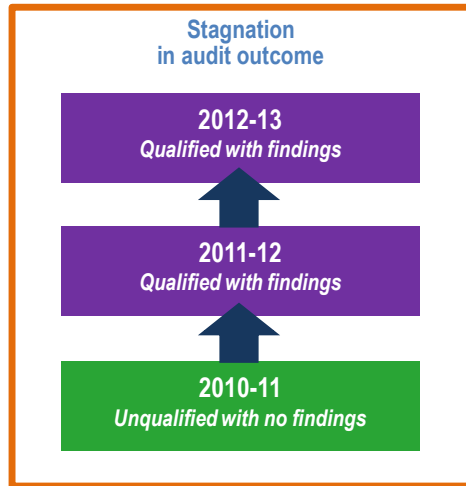 Stagnation
in audit outcome
2012-13
Qualified with findings
2011-12
Qualified with findings
2010-11
Unqualified with no findings